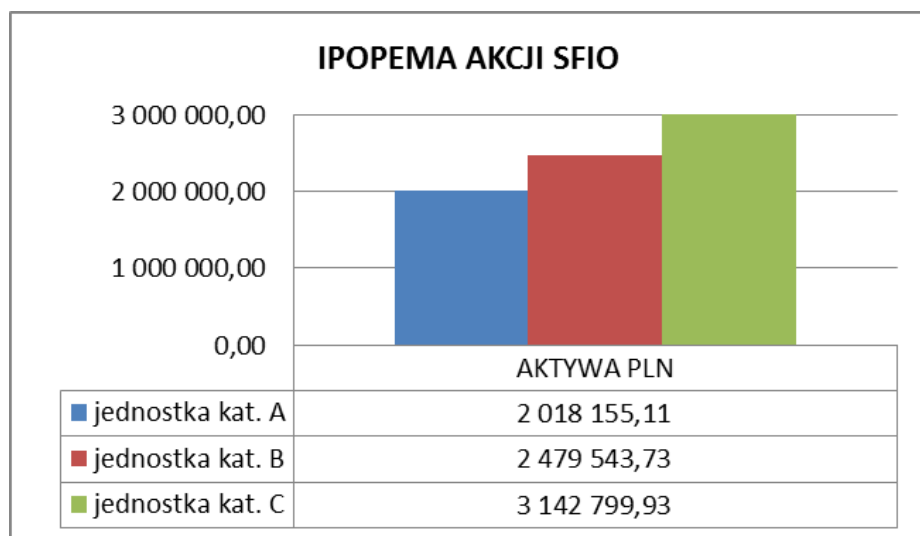 IPOPEMA AKCJI SFIO
3 000 000,00
2 000 000,00
1 000 000,00
0,00
AKTYWA PLN
jednostka kat. A 2 018 155,11
jednostka kat. B 2 479 543,73
jednostka kat. C 3 142 799,93